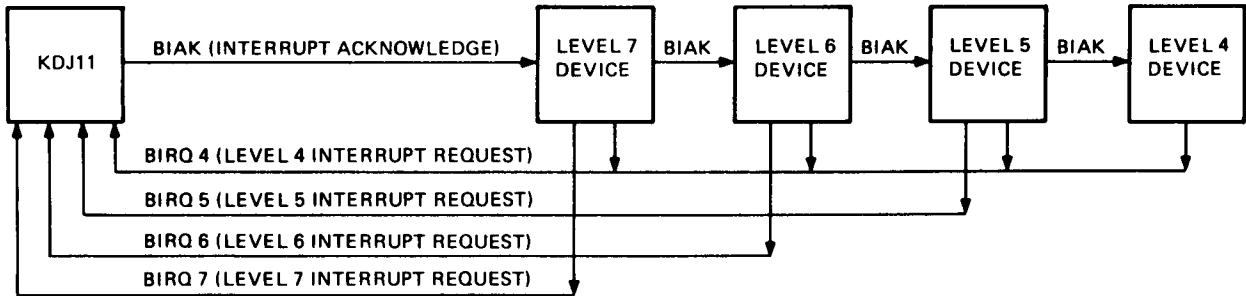 KDJ11
BIAK (INTERRUPT ACKNOWLEDGE)
LEVEL 7
DEVICE
BIAK
LEVEL 6
DEVICE
BIAK
LEVEL 5
DEVICE
BIAK
LEVEL 4
DEVICE
BIRQ 4 (LEVEL 4 INTERRUPT REQUEST)
BIRQ 5 (LEVEL 5 INTERRUPT REQUEST)
BIRQ 6 (LEVEL 6 INTERRUPT REQUEST)
BIRQ 7 (LEVEL 7 INTERRUPT REQUEST)